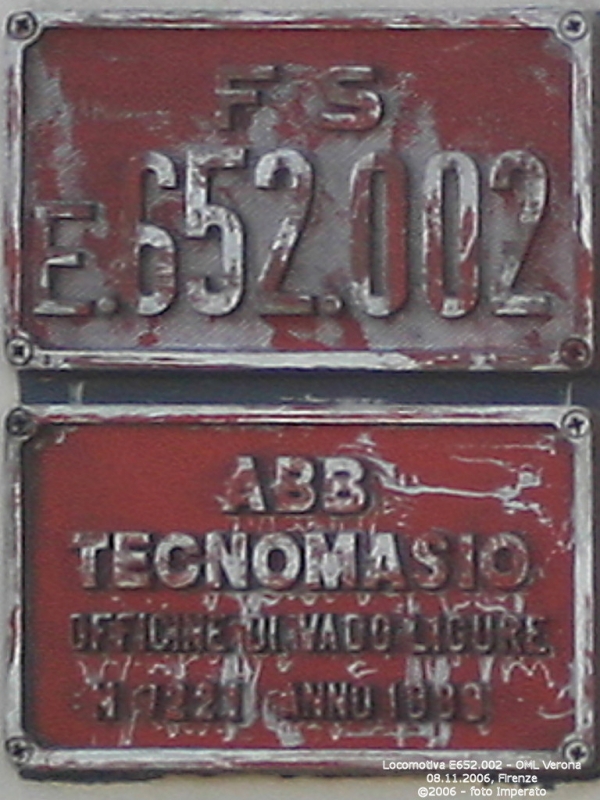 FS
E.652.002
ABB
TECNOMASIO
OFFICINE DI VADO LIGURE
N ANNO
Locomotiva E652.002 - OML Verona
08.11.2006, Firenze
©2006 - foto Imperato